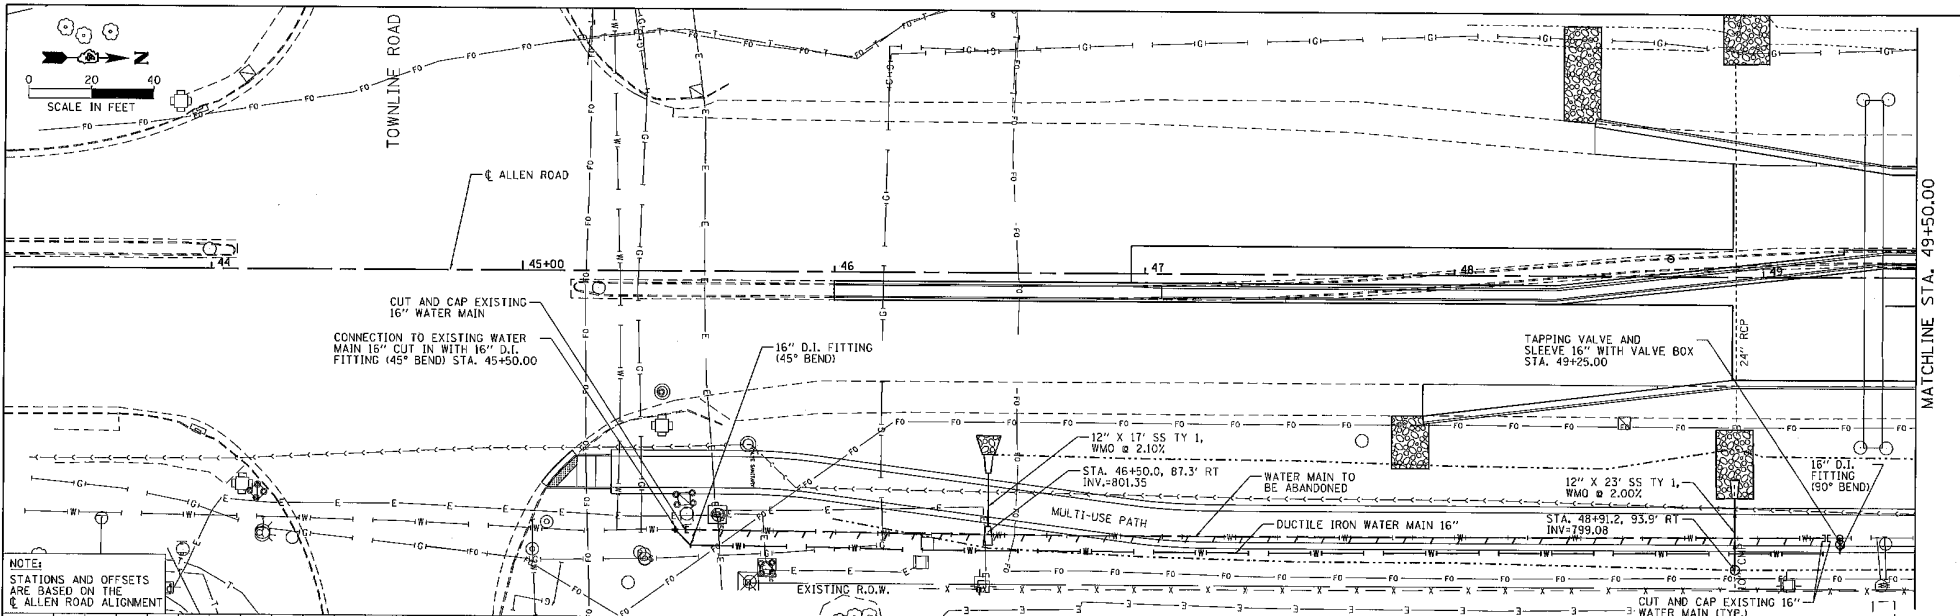 N
0 20 40
SCALE IN FEET
TOWNLINE ROAD
℄ ALLEN ROAD
44
45+00
46
47
48
49
MATCHLINE STA. 49+50.00
CUT AND CAP EXISTING
16" WATER MAIN
CONNECTION TO EXISTING WATER
MAIN 16" CUT IN WITH 16" D.I.
FITTING (45° BEND) STA. 45+50.00
16" D.I. FITTING
(45° BEND)
TAPPING VALVE AND
SLEEVE 16" WITH VALVE BOX
STA. 49+25.00
24" RCP
12" X 17' SS TY 1,
WMO @ 2.10%
STA. 46+50.0, 87.3' RT
INV.=801.35
WATER MAIN TO
BE ABANDONED
MULTI-USE PATH
DUCTILE IRON WATER MAIN 16"
12" X 23' SS TY 1,
WMO @ 2.00%
STA. 48+91.2, 93.9' RT
INV=799.08
16" D.I.
FITTING
(90° BEND)
EXISTING R.O.W.
CUT AND CAP EXISTING 16"
WATER MAIN (TYP.)
NOTE:
STATIONS AND OFFSETS
ARE BASED ON THE
℄ ALLEN ROAD ALIGNMENT